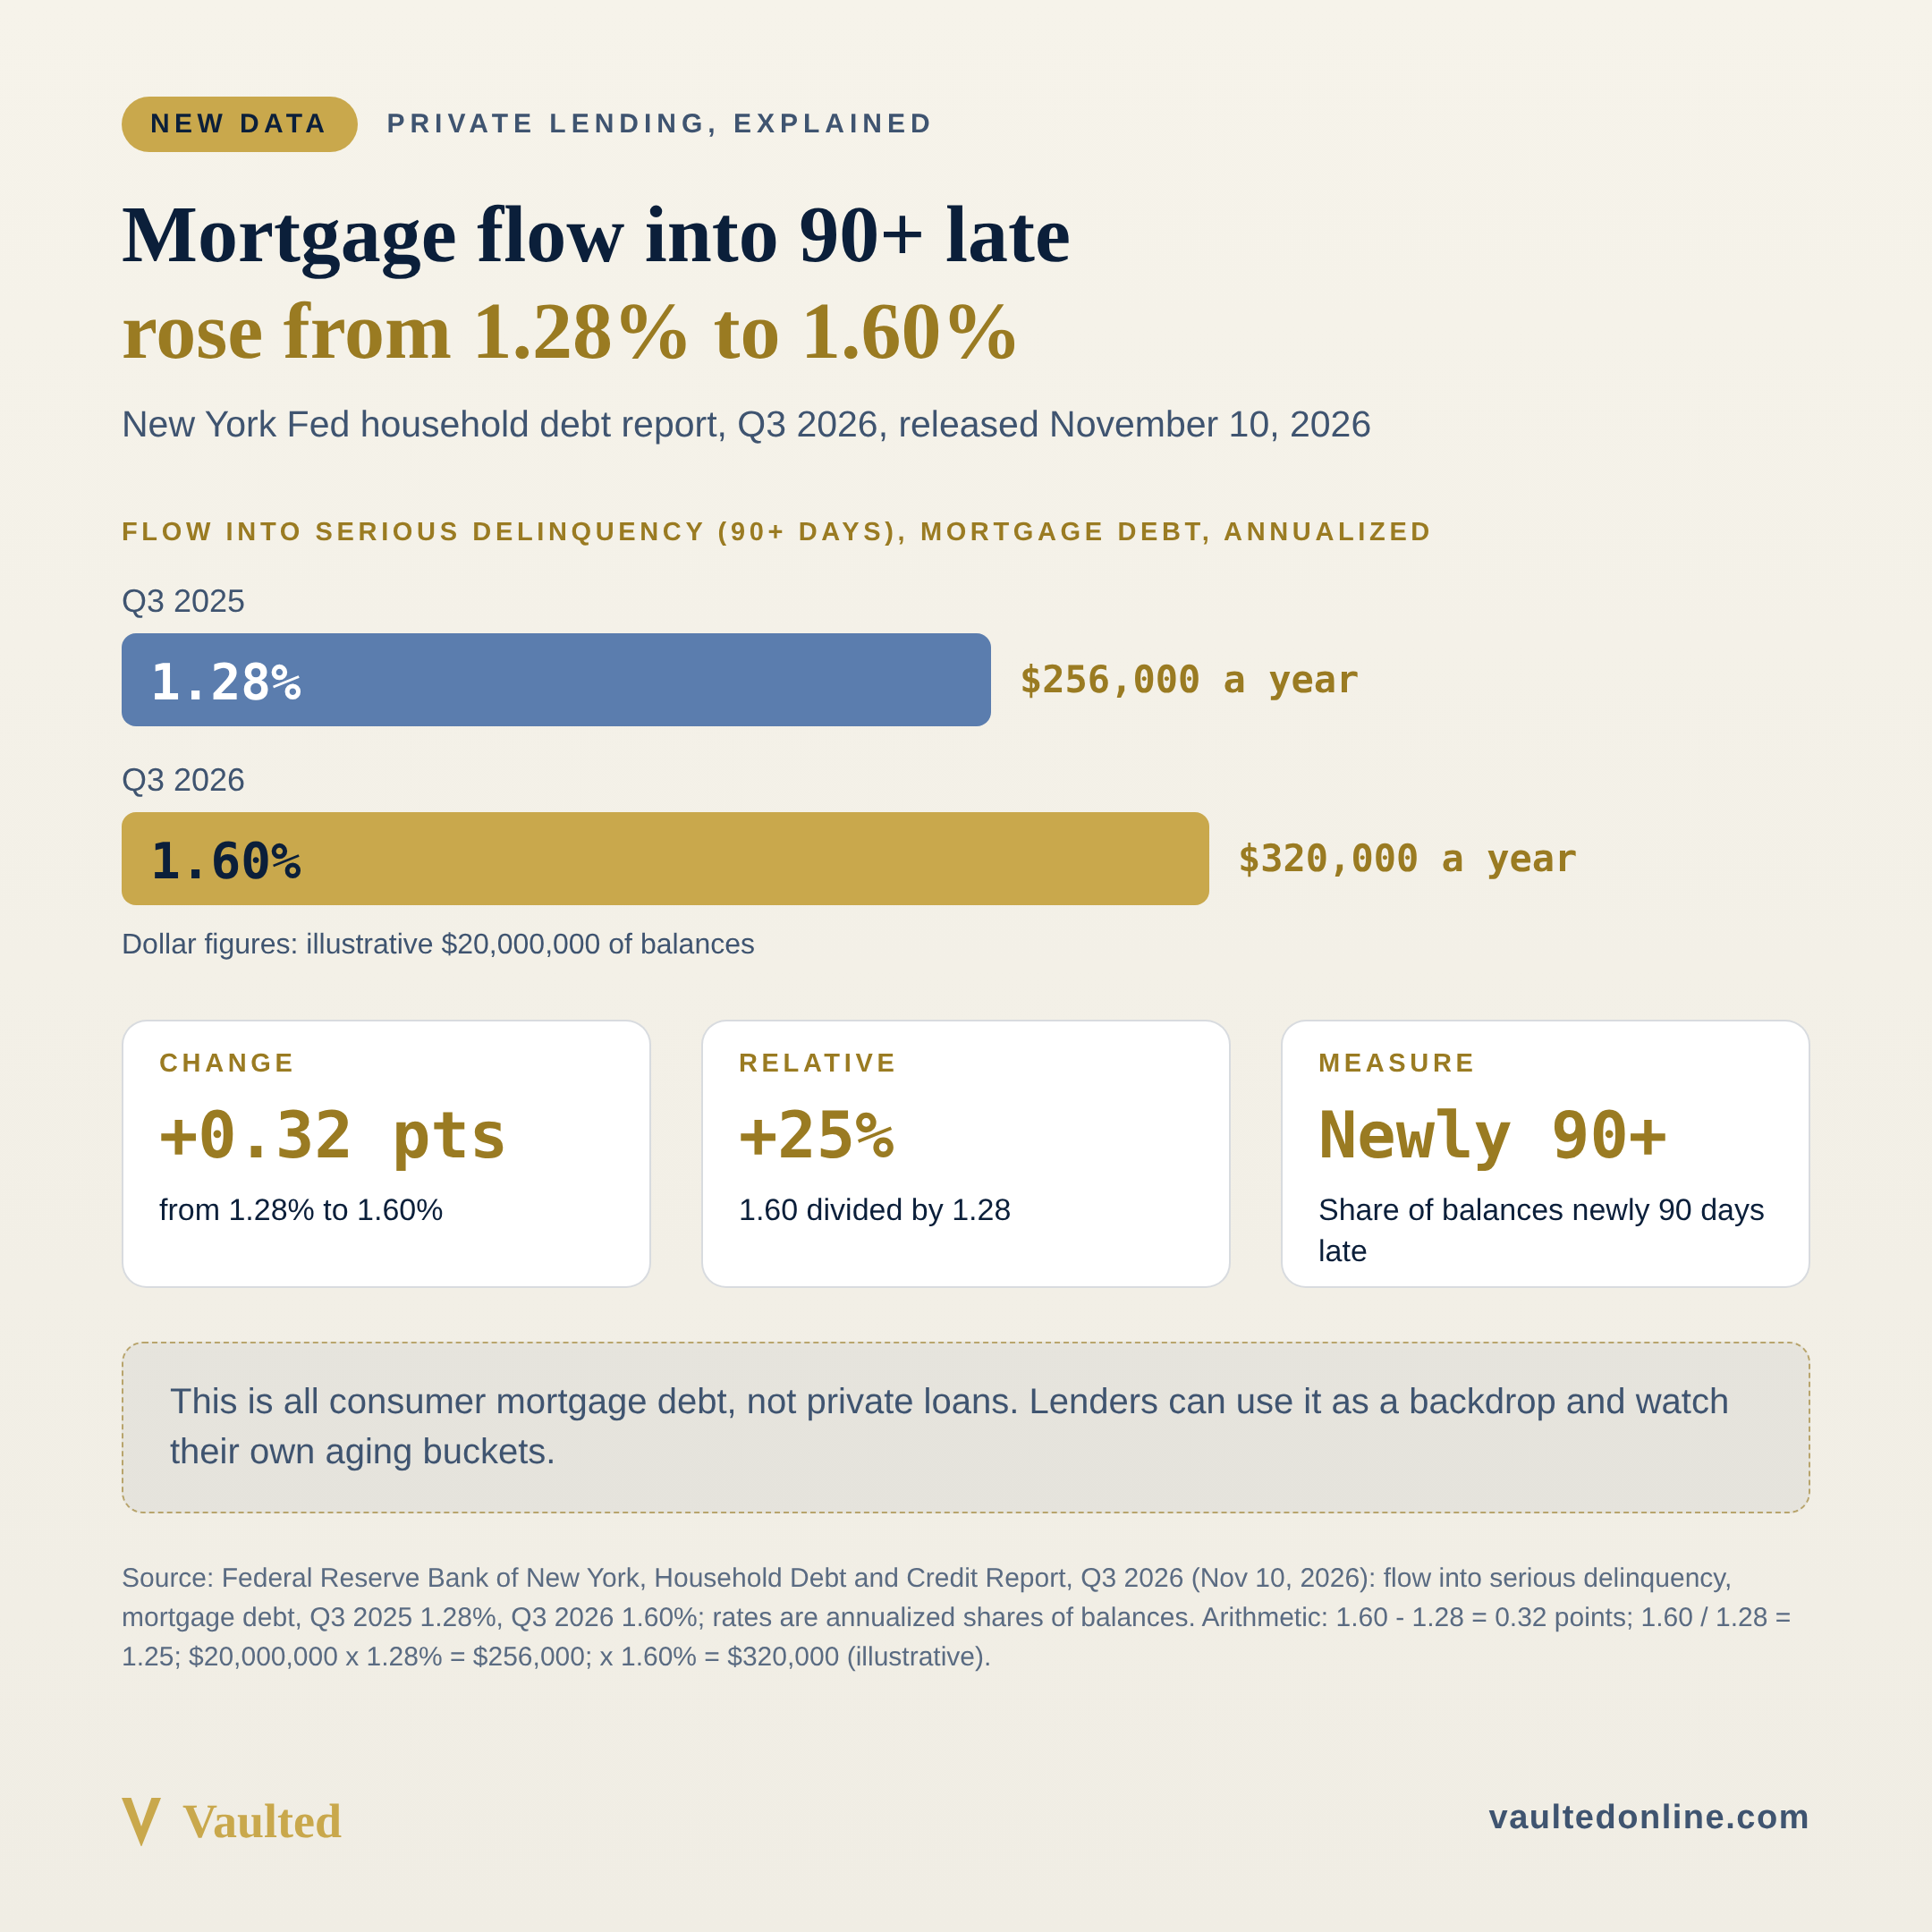 NEW DATA PRIVATE LENDING, EXPLAINED
Mortgage flow into 90+ late
rose from 1.28% to 1.60%
New York Fed household debt report, Q3 2026, released November 10, 2026
FLOW INTO SERIOUS DELINQUENCY (90+ DAYS), MORTGAGE DEBT, ANNUALIZED
Q3 2025
1.28% $256,000 a year
Q3 2026
1.60% $320,000 a year
Dollar figures: illustrative $20,000,000 of balances
CHANGE
+0.32 pts
from 1.28% to 1.60%
RELATIVE
+25%
1.60 divided by 1.28
MEASURE
Newly 90+
Share of balances newly 90 days
late
This is all consumer mortgage debt, not private loans. Lenders can use it as a backdrop and watch
their own aging buckets.
Source: Federal Reserve Bank of New York, Household Debt and Credit Report, Q3 2026 (Nov 10, 2026): flow into serious delinquency,
mortgage debt, Q3 2025 1.28%, Q3 2026 1.60%; rates are annualized shares of balances. Arithmetic: 1.60 - 1.28 = 0.32 points; 1.60 / 1.28 =
1.25; $20,000,000 x 1.28% = $256,000; x 1.60% = $320,000 (illustrative).
Vaulted
vaultedonline.com